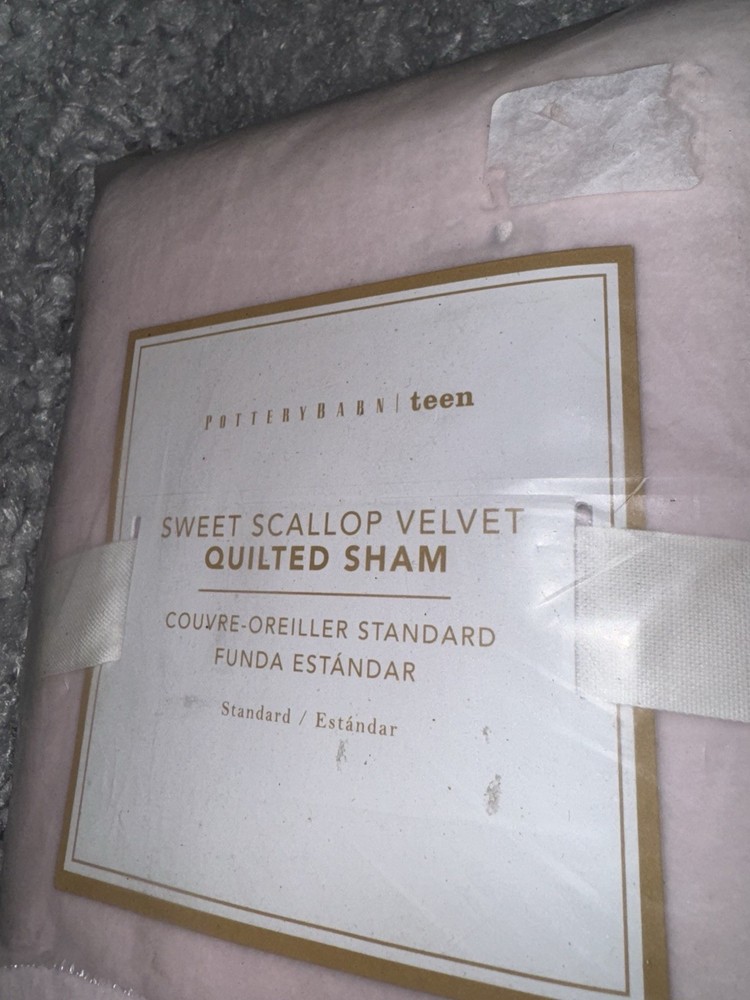 POTTERYBARN | teen
SWEET SCALLOP VELVET
QUILTED SHAM
COUVRE-OREILLER STANDARD
FUNDA ESTÁNDAR
Standard / Estándar